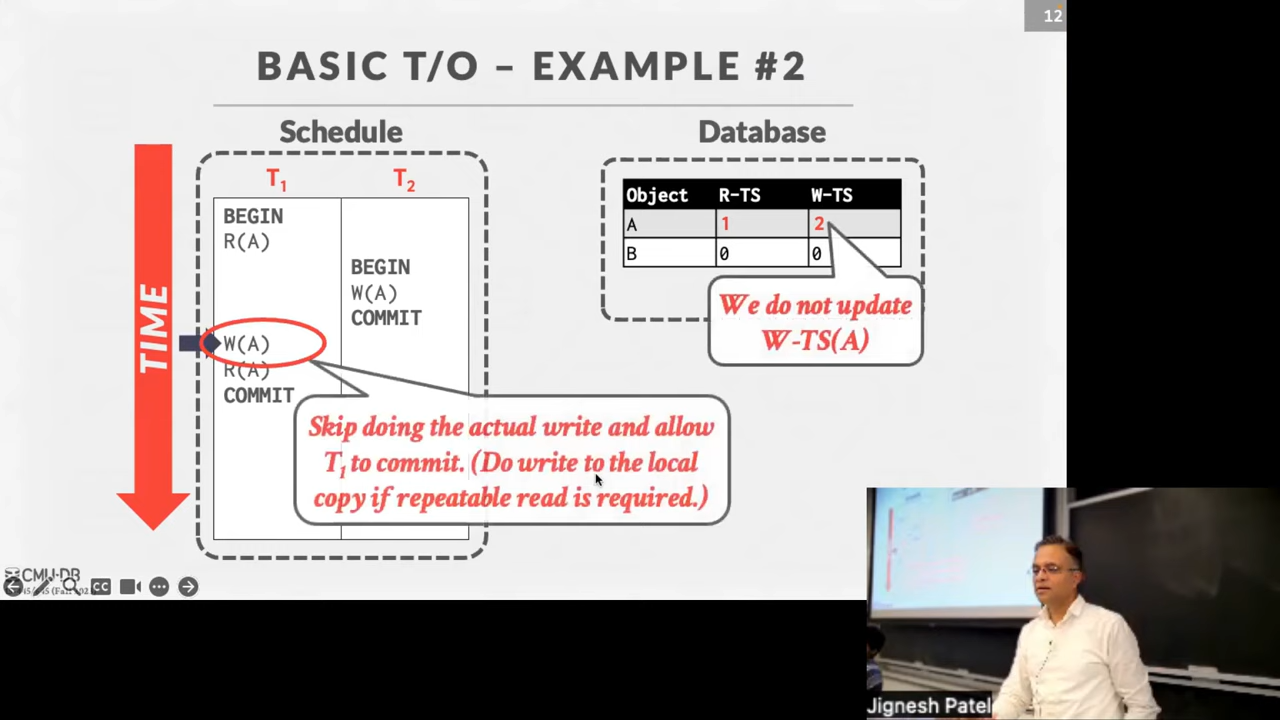 12
BASIC T/O – EXAMPLE #2
Schedule
Database
TIME
T1 T2
BEGIN
R(A)
BEGIN
W(A)
COMMIT
W(A)
R(A)
COMMIT
Object R-TS W-TS
A 1 2
B 0 0
We do not update
W-TS(A)
Skip doing the actual write and allow
T1 to commit. (Do write to the local
copy if repeatable read is required.)
CMU-DB
CC
Jignesh Patel